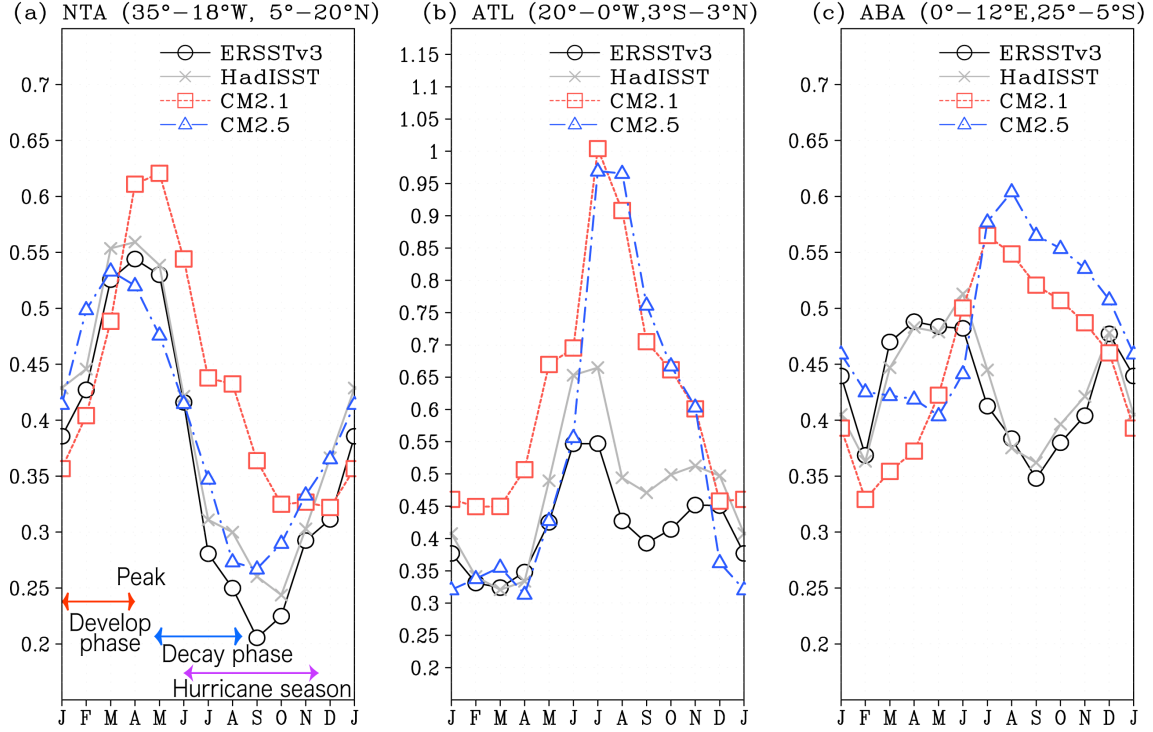 (a) NTA (35°−18°W, 5°−20°N)
ERSSTv3
HadISST
CM2.1
CM2.5
0.7
0.65
0.6
0.55
0.5
0.45
0.4
0.35
0.3
0.25
0.2
Peak
Develop
phase
Decay phase
Hurricane season
J F M A M J J A S O N D J
(b) ATL (20°−0°W,3°S−3°N)
ERSSTv3
HadISST
CM2.1
CM2.5
1.15
1.1
1.05
1
0.95
0.9
0.85
0.8
0.75
0.7
0.65
0.6
0.55
0.5
0.45
0.4
0.35
0.3
0.25
0.2
J F M A M J J A S O N D J
(c) ABA (0°−12°E,25°−5°S)
ERSSTv3
HadISST
CM2.1
CM2.5
0.7
0.65
0.6
0.55
0.5
0.45
0.4
0.35
0.3
0.25
0.2
J F M A M J J A S O N D J